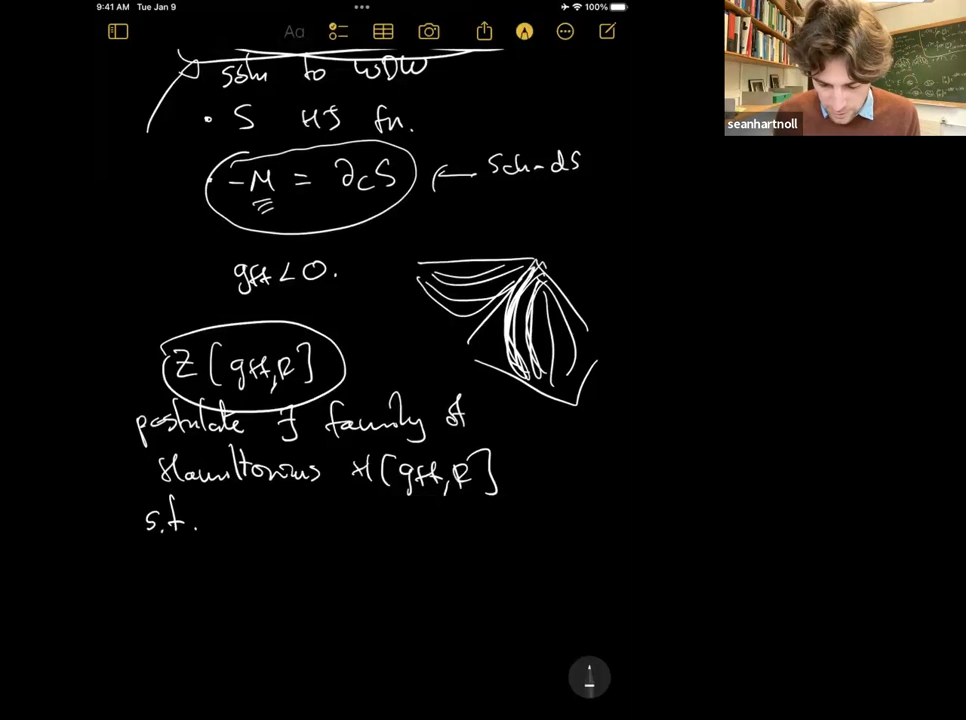 9:41 AM Tue Jan 9
100%
Aa
seanhartnoll
soln to WDW
• S HJ fn.
-M = ∂cS ← Sch-dS
gtt < 0.
Z[gtt, R]
postulate ∃ family of
Hamiltonians H[gtt, R]
s.t.